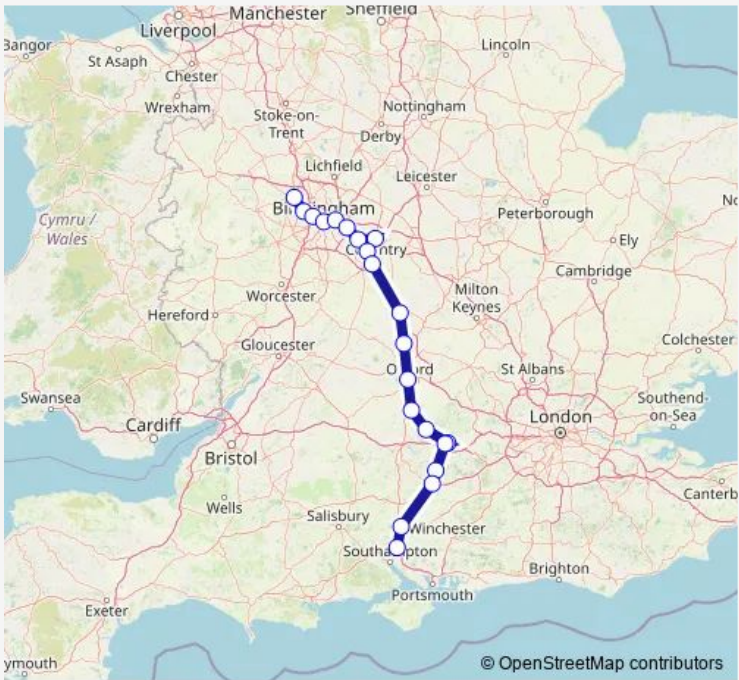 Manchester
Sheffield
Liverpool
Bangor
St Asaph
Lincoln
Chester
Wrexham
Stoke-on-
Trent
Nottingham
Derby
Lichfield
Leicester
Peterborough
Cymru /
Wales
Ely
Cambridge
Worcester
Milton
Keynes
Hereford
Gloucester
Colchester
St Albans
Swansea
Southend-
on-Sea
London
Cardiff
Bristol
Wells
Salisbury
Winchester
Brighton
Portsmouth
Exeter
© OpenStreetMap contributors